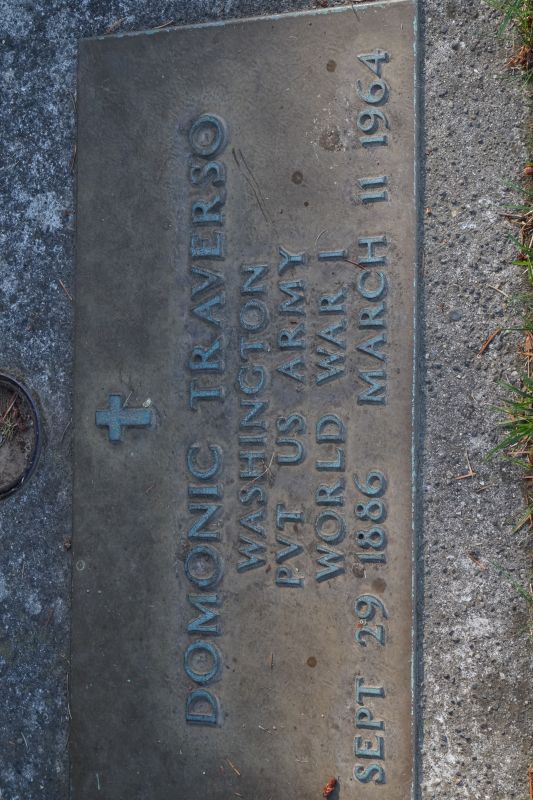 DOMONIC TRAVERSO
WASHINGTON
PVT US ARMY
WORLD WAR I
SEPT 29 1886 MARCH 11 1964